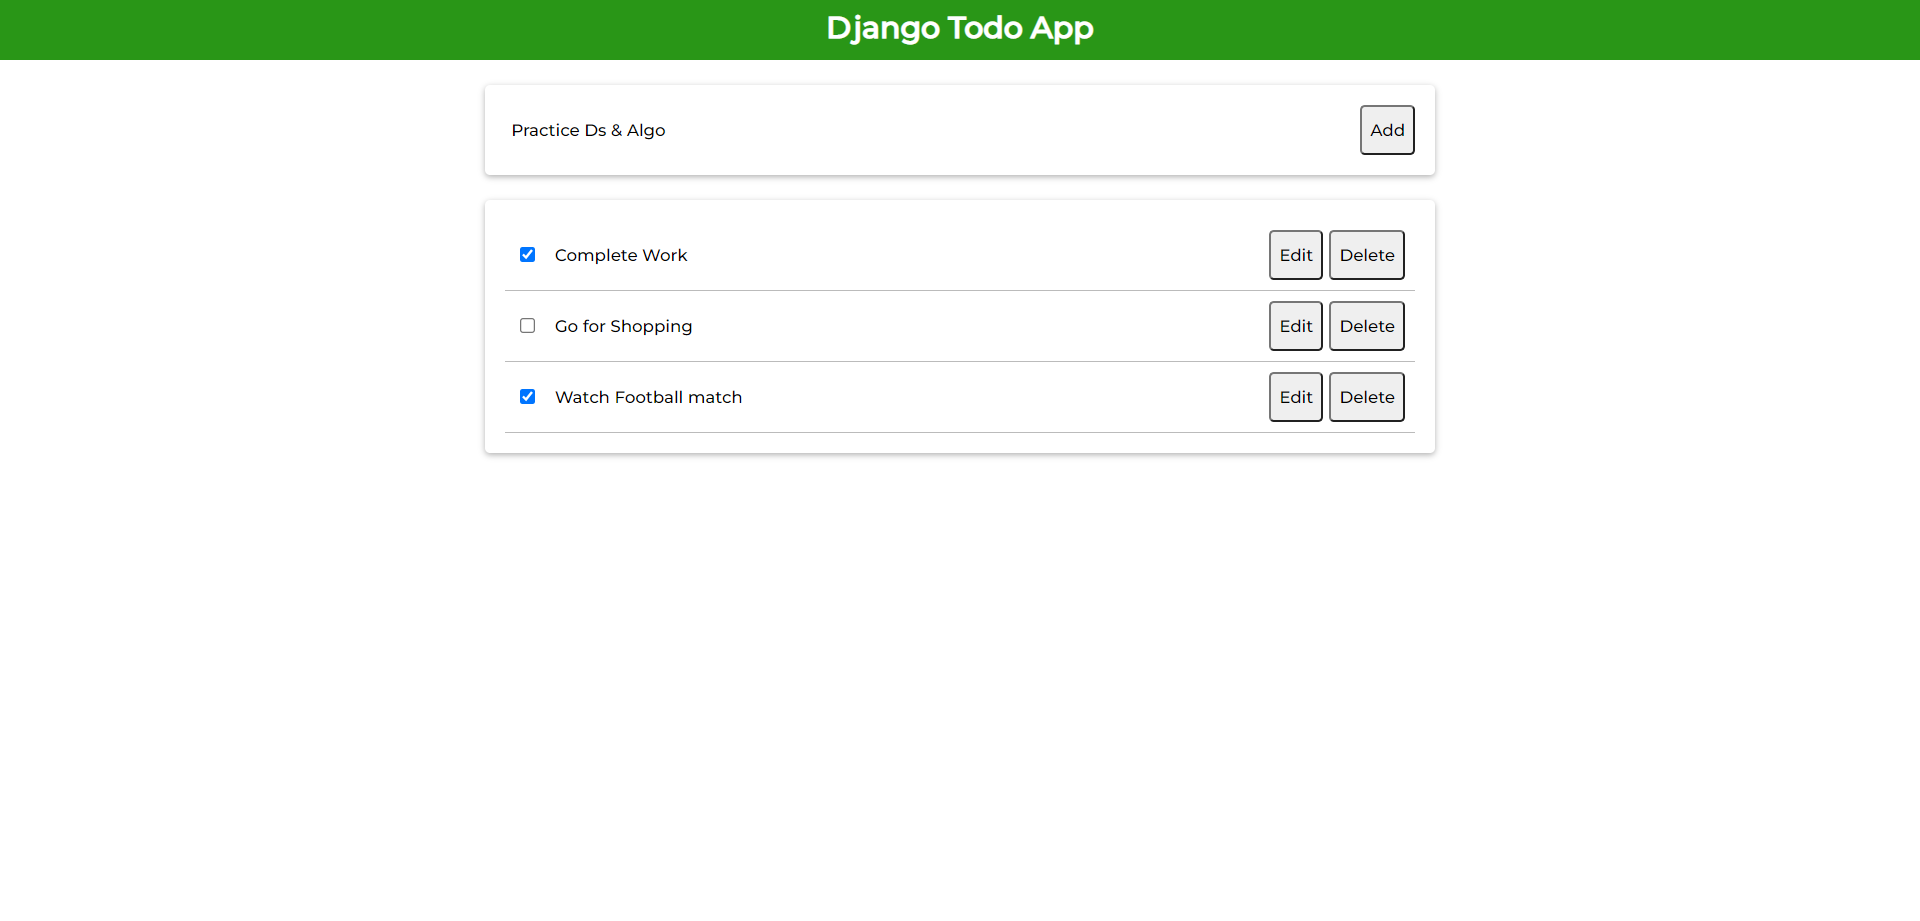 Django Todo App
Practice Ds & Algo Add
Complete Work Edit Delete
Go for Shopping Edit Delete
Watch Football match Edit Delete